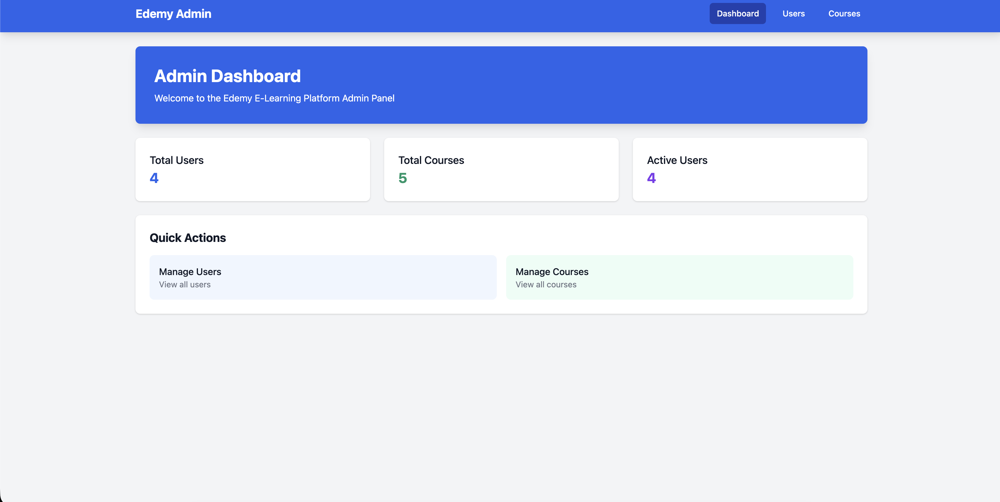 Edemy Admin
Dashboard
Users
Courses
Admin Dashboard
Welcome to the Edemy E-Learning Platform Admin Panel
Total Users
4
Total Courses
5
Active Users
4
Quick Actions
Manage Users
View all users
Manage Courses
View all courses